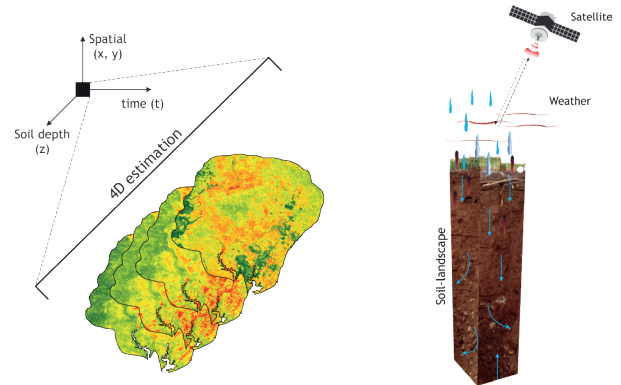 Spatial
(x, y)
time (t)
Soil depth
(z)
4D estimation
Satellite
Weather
Soil-landscape